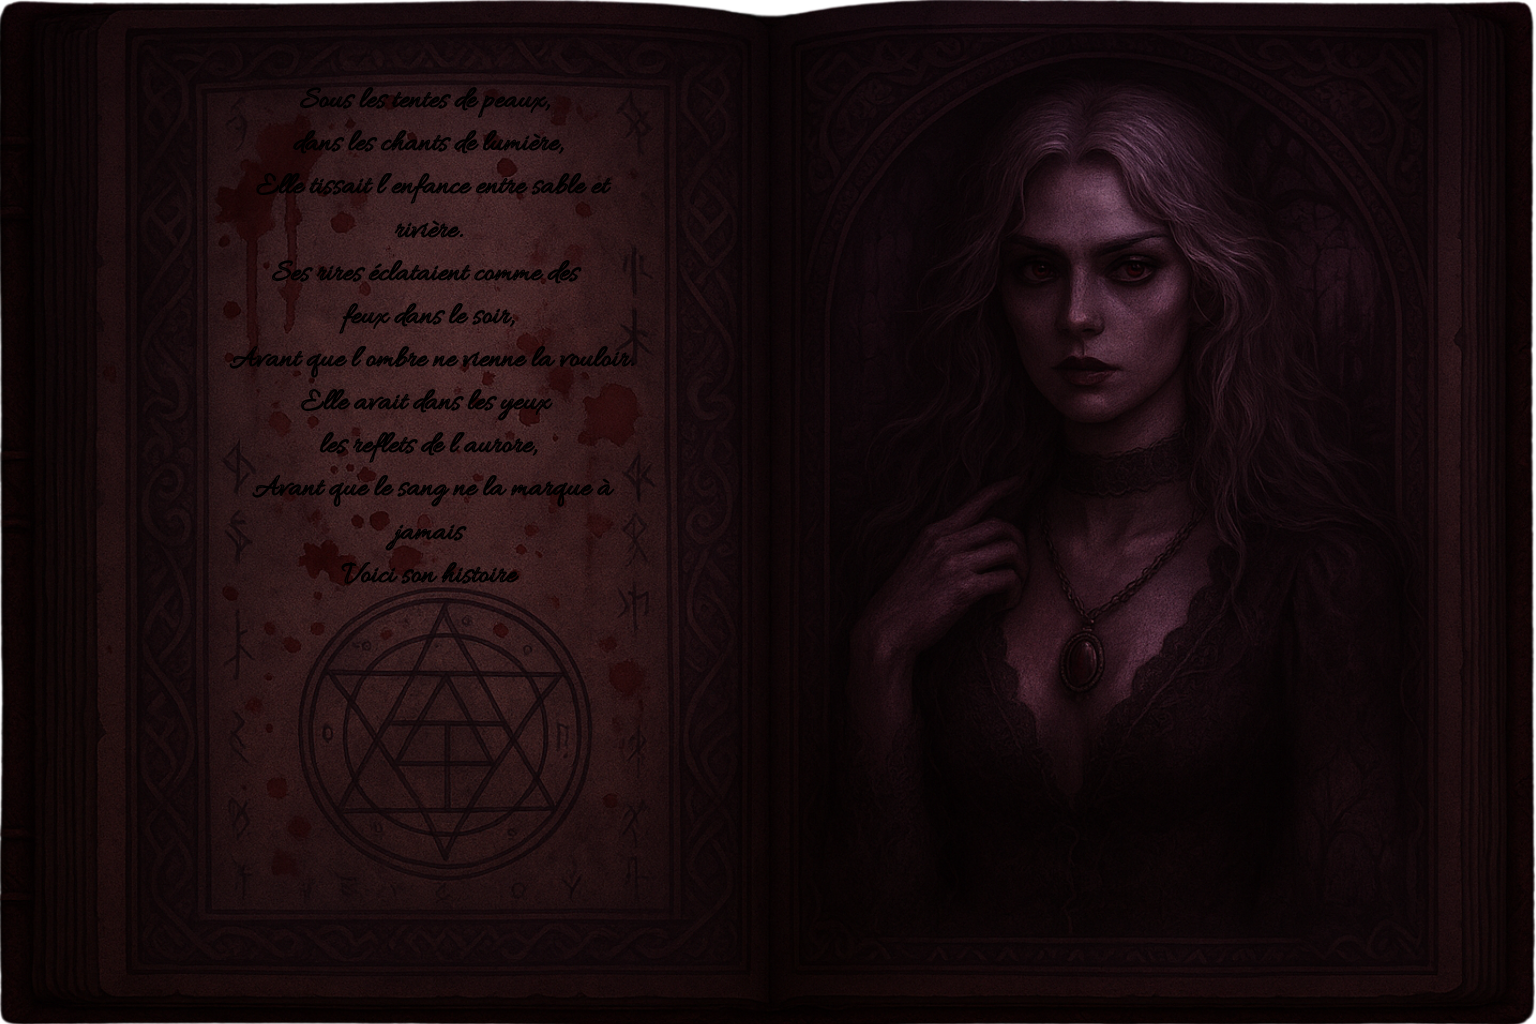 Sous les tentes de peaux,
dans les chants de lumière,
Elle tissait l enfance entre sable et
rivière.
Ses rires éclataient comme des
feux dans le soir,
Avant que l ombre ne vienne la vouloir.
Elle avait dans les yeux
les reflets de l aurore,
Avant que le sang ne la marque à
jamais
Voici son histoire